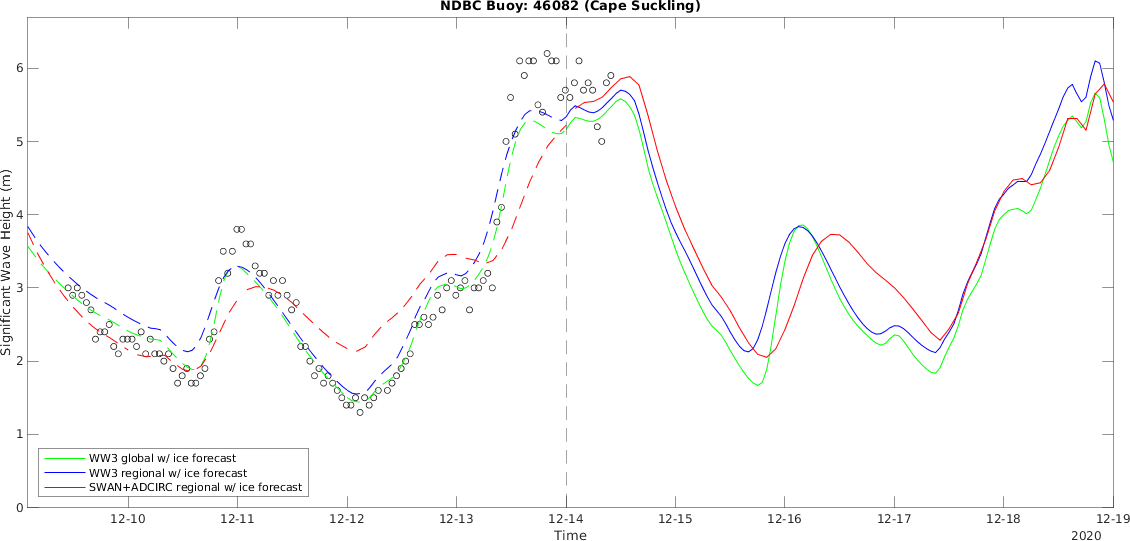 NDBC Buoy: 46082 (Cape Suckling)
Significant Wave Height (m)
6
5
4
3
2
1
0
WW3 global w/ ice forecast
WW3 regional w/ ice forecast
SWAN+ADCIRC regional w/ ice forecast
12-10 12-11 12-12 12-13 12-14 12-15 12-16 12-17 12-18 12-19
Time
2020